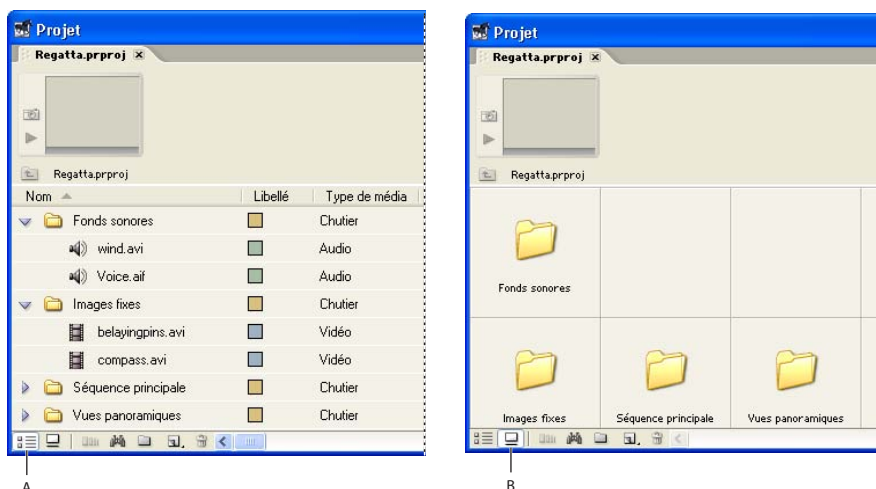 Projet
Regatta.prproj
Regatta.prproj
Nom Libellé Type de média
Fonds sonores Chutier
wind.avi Audio
Voice.aif Audio
Images fixes Chutier
belayingpins.avi Vidéo
compass.avi Vidéo
Séquence principale Chutier
Vues panoramiques Chutier
A
Projet
Regatta.prproj
Regatta.prproj
Fonds sonores
Images fixes Séquence principale Vues panoramiques
B